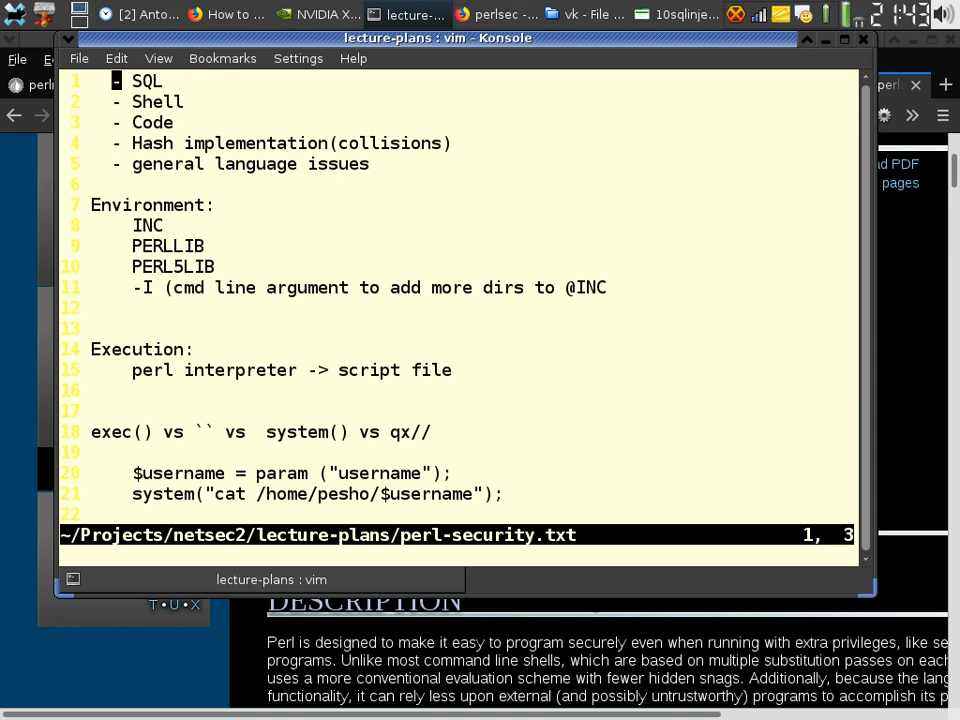 [2] Anto...
How to ...
NVIDIA X...
lecture-...
perlsec -...
vk - File ...
10sqlinje...
21:43
lecture-plans : vim - Konsole
File Edit View Bookmarks Settings Help
File
1 - SQL
2 - Shell
3 - Code
4 - Hash implementation(collisions)
5 - general language issues
6
7 Environment:
8 INC
9 PERLLIB
10 PERL5LIB
11 -I (cmd line argument to add more dirs to @INC
12
13
14 Execution:
15 perl interpreter -> script file
16
17
18 exec() vs `` vs  system() vs qx//
19
20 $username = param ("username");
21 system("cat /home/pesho/$username");
22
~/Projects/netsec2/lecture-plans/perl-security.txt 1, 3
lecture-plans : vim
PDF
pages
T•U•X
DESCRIPTION
Perl is designed to make it easy to program securely even when running with extra privileges, like
programs. Unlike most command line shells, which are based on multiple substitution passes on each
uses a more conventional evaluation scheme with fewer hidden snags. Additionally, because the
functionality, it can rely less upon external (and possibly untrustworthy) programs to accomplish its